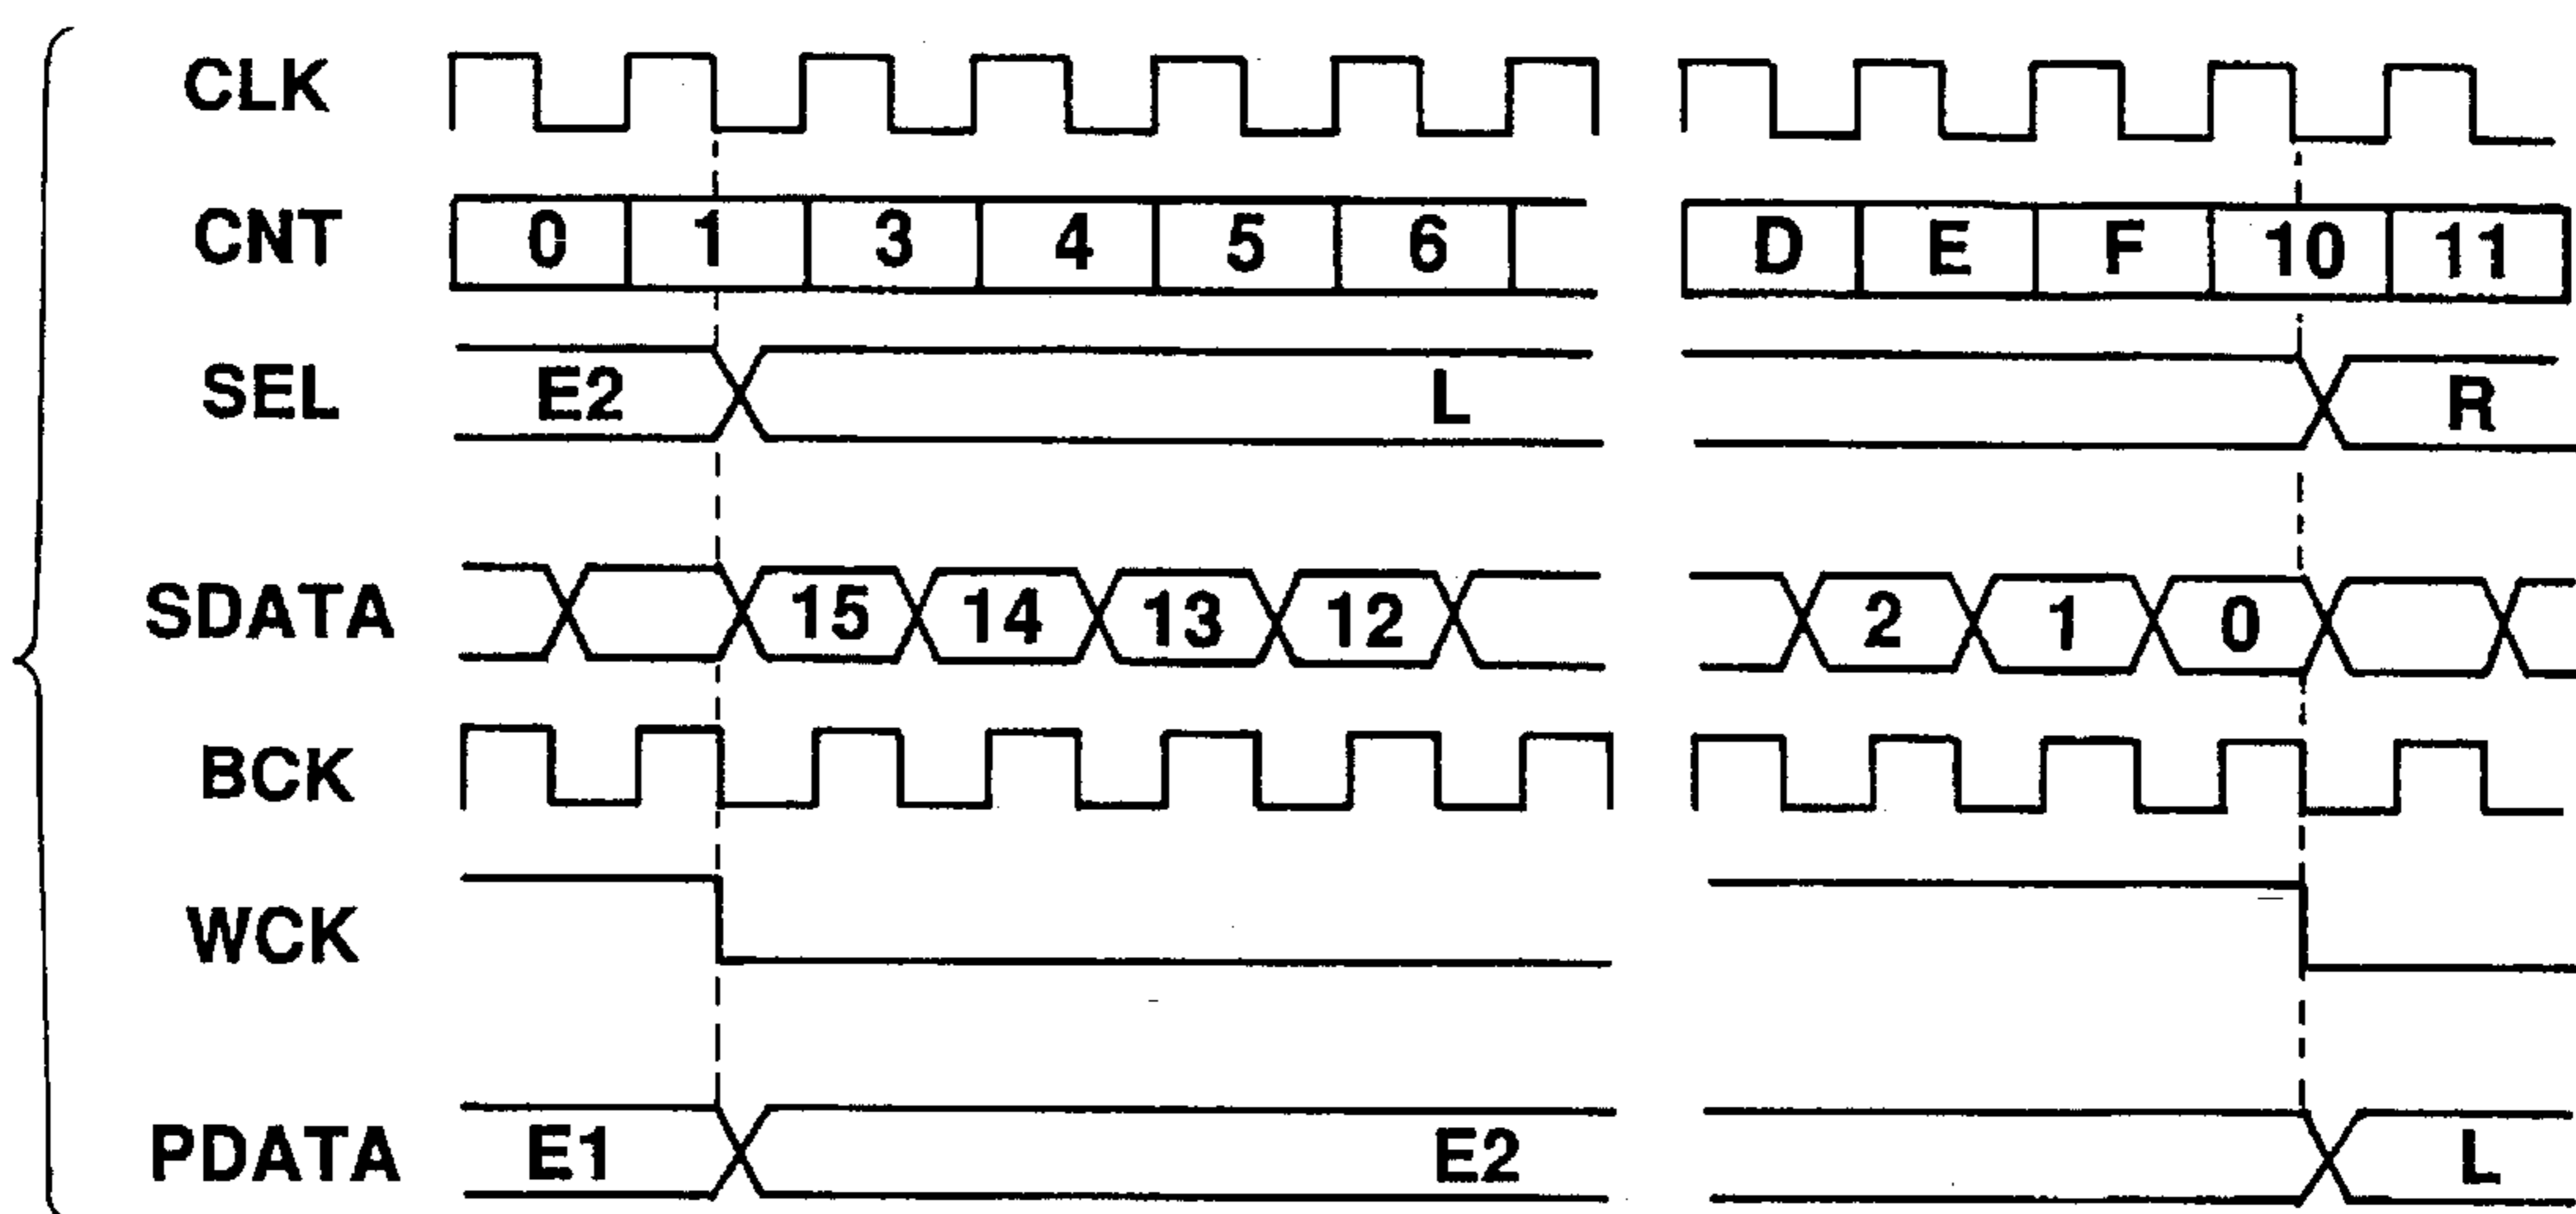 CLK
CNT 0 1 3 4 5 6 D E F 10 11
SEL E2 L R
SDATA 15 14 13 12 2 1 0
BCK
WCK
PDATA E1 E2 L